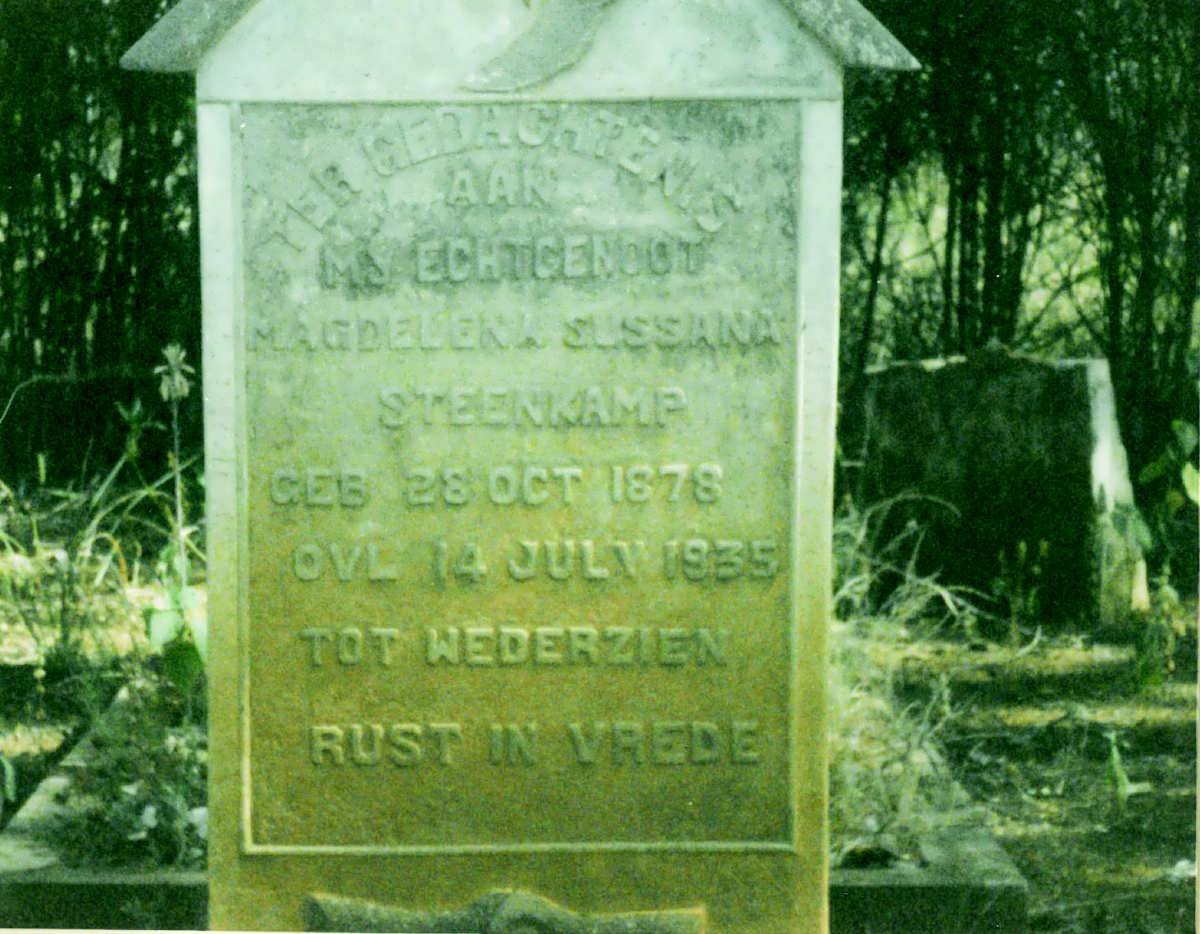 TER GEDACHTENIS
AAN
MY ECHTGENOOT
MAGDELENA SUSSANA
STEENKAMP
GEB 28 OCT 1878
OVL 14 JULY 1935
TOT WEDERZIEN
RUST IN VREDE